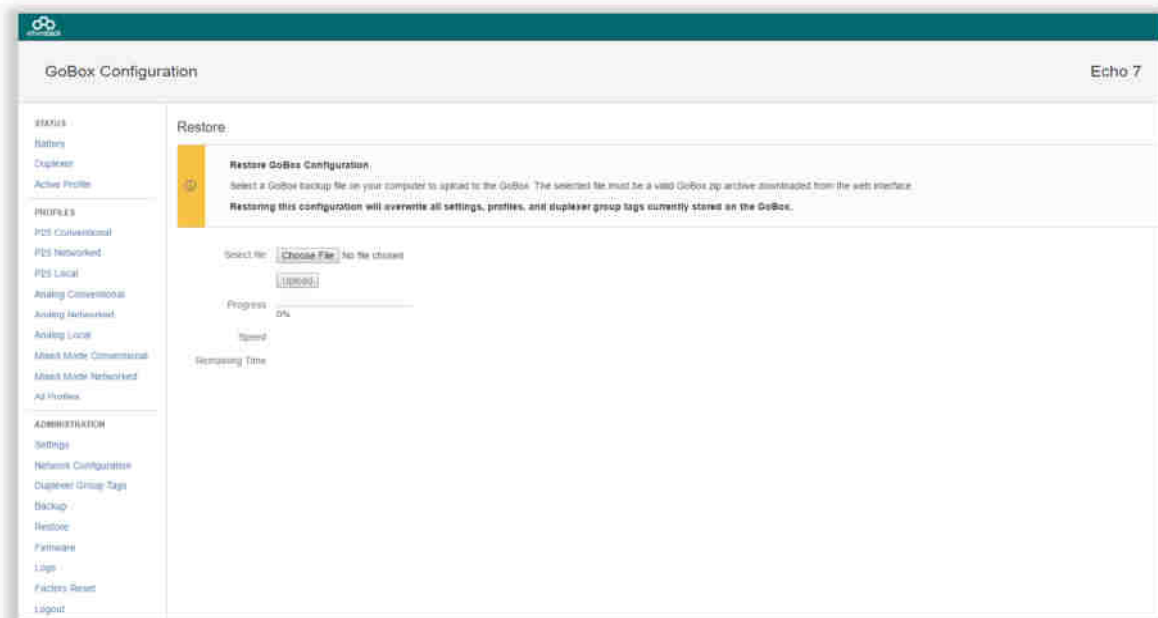 etherstack
GoBox Configuration
Echo 7
STATUS
Battery
Duplexer
Active Profile
PROFILES
P25 Conventional
P25 Networked
P25 Local
Analog Conventional
Analog Networked
Analog Local
Mixed Mode Conventional
Mixed Mode Networked
All Profiles
ADMINISTRATION
Settings
Network Configuration
Duplexer Group Tags
Backup
Restore
Firmware
Logs
Factory Reset
Logout
Restore
Restore GoBox Configuration.
Select a GoBox backup file on your computer to upload to the GoBox. The selected file must be a valid GoBox zip archive downloaded from the web interface.
Restoring this configuration will overwrite all settings, profiles, and duplexer group tags currently stored on the GoBox.
Select file Choose File No file chosen
Upload
Progress
0%
Speed
Remaining Time